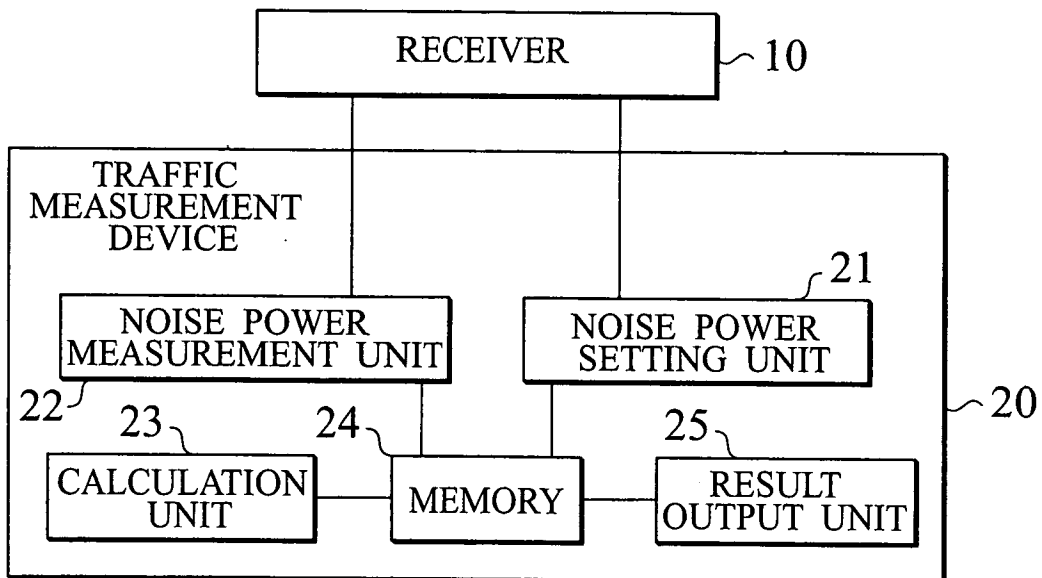 RECEIVER
10
TRAFFIC
MEASUREMENT
DEVICE
21
NOISE POWER
MEASUREMENT UNIT
NOISE POWER
SETTING UNIT
22
20
23
24
25
CALCULATION
UNIT
MEMORY
RESULT
OUTPUT UNIT